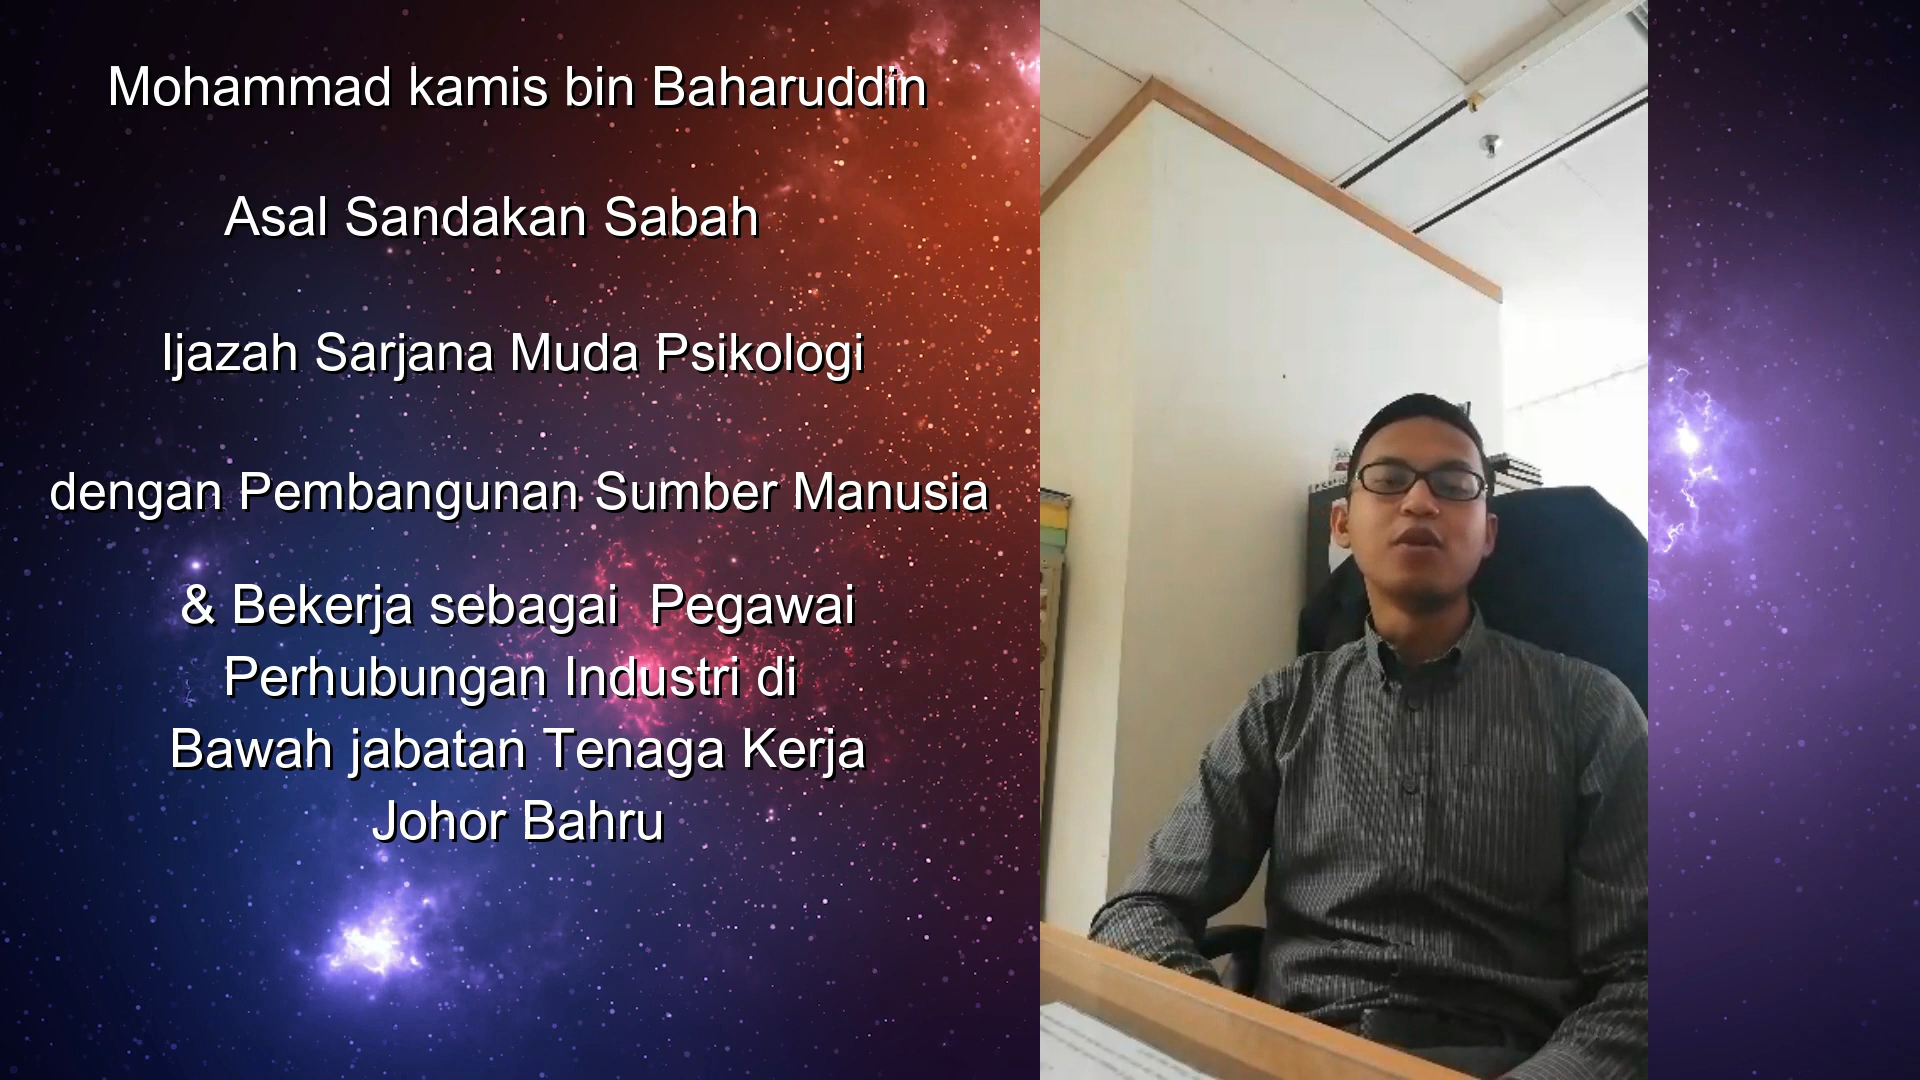 Mohammad kamis bin Baharuddin
Asal Sandakan Sabah
Ijazah Sarjana Muda Psikologi
dengan Pembangunan Sumber Manusia
& Bekerja sebagai  Pegawai
Perhubungan Industri di
Bawah jabatan Tenaga Kerja
Johor Bahru